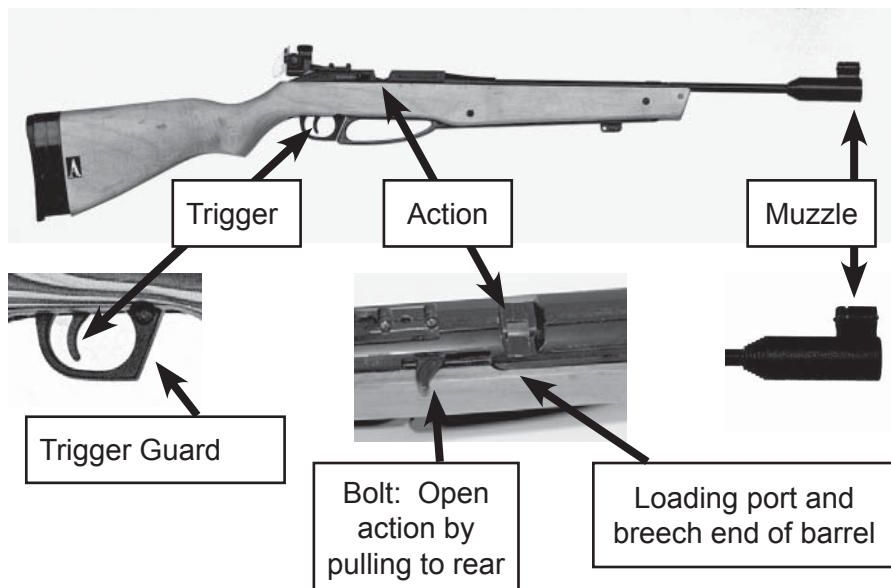 A
Trigger
Action
Muzzle
Trigger Guard
Bolt: Open
action by
pulling to rear
Loading port and
breech end of barrel